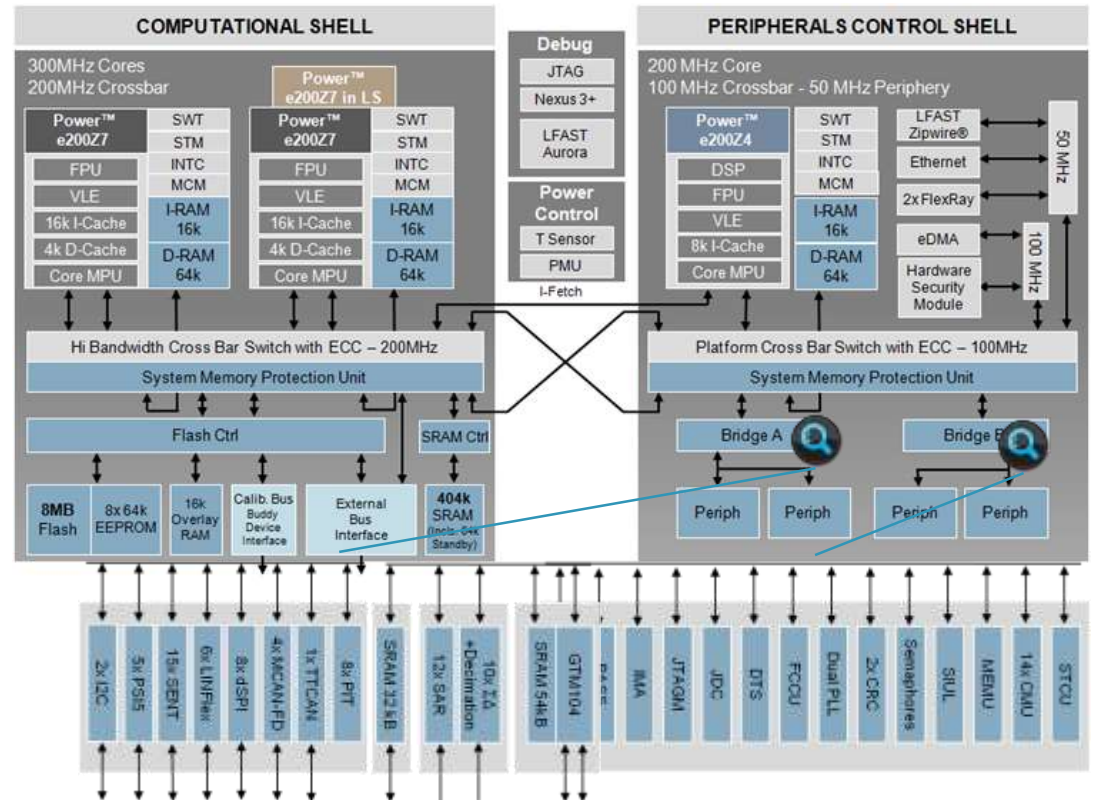 COMPUTATIONAL SHELL
300MHz Cores
200MHz Crossbar
Power™
e200Z7 in LS
Power™
e200Z7
FPU
VLE
16k I-Cache
4k D-Cache
Core MPU
SWT
STM
INTC
MCM
I-RAM
16k
D-RAM
64k
Power™
e200Z7
FPU
VLE
16k I-Cache
4k D-Cache
Core MPU
SWT
STM
INTC
MCM
I-RAM
16k
D-RAM
64k
Hi Bandwidth Cross Bar Switch with ECC – 200MHz
System Memory Protection Unit
Flash Ctrl
SRAM Ctrl
8MB
Flash
8x 64k
EEPROM
16k
Overlay
RAM
Calib. Bus
Buddy
Device
Interface
External
Bus
Interface
404k
SRAM
(Incl. 64k
Standby)
Debug
JTAG
Nexus 3+
LFAST
Aurora
Power
Control
T Sensor
PMU
I-Fetch
PERIPHERALS CONTROL SHELL
200 MHz Core
100 MHz Crossbar - 50 MHz Periphery
Power™
e200Z4
DSP
FPU
VLE
8k I-Cache
Core MPU
SWT
STM
INTC
MCM
I-RAM
16k
D-RAM
64k
LFAST
Zipwire®
Ethernet
2x FlexRay
eDMA
Hardware
Security
Module
50 MHz
100 MHz
Platform Cross Bar Switch with ECC – 100MHz
System Memory Protection Unit
Bridge A
Bridge
Periph
Periph
Periph
Periph
2x I2C
5x PSI5
15x SENT
6x LINFlex
8x dSPI
4x MCAN-FD
1x TTCAN
8x PIT
SRAM 32 kB
12x SAR
10x ΣΔ
+Decimation
SRAM 54kB
GTM104
IMA
JTAGM
JDC
DTS
FCCU
Dual PLL
2x CRC
Semaphores
SIUL
MEMU
14x CMU
STCU